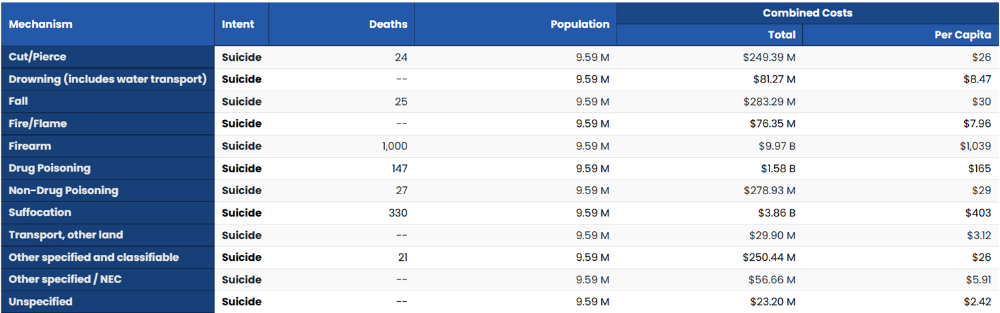 Mechanism Intent Deaths Population Combined Costs
Total Per Capita
Cut/Pierce Suicide 24 9.59 M $249.39 M $26
Drowning (includes water transport) Suicide -- 9.59 M $81.27 M $8.47
Fall Suicide 25 9.59 M $283.29 M $30
Fire/Flame Suicide -- 9.59 M $76.35 M $7.96
Firearm Suicide 1,000 9.59 M $9.97 B $1,039
Drug Poisoning Suicide 147 9.59 M $1.58 B $165
Non-Drug Poisoning Suicide 27 9.59 M $278.93 M $29
Suffocation Suicide 330 9.59 M $3.86 B $403
Transport, other land Suicide -- 9.59 M $29.90 M $3.12
Other specified and classifiable Suicide 21 9.59 M $250.44 M $26
Other specified / NEC Suicide -- 9.59 M $56.66 M $5.91
Unspecified Suicide -- 9.59 M $23.20 M $2.42